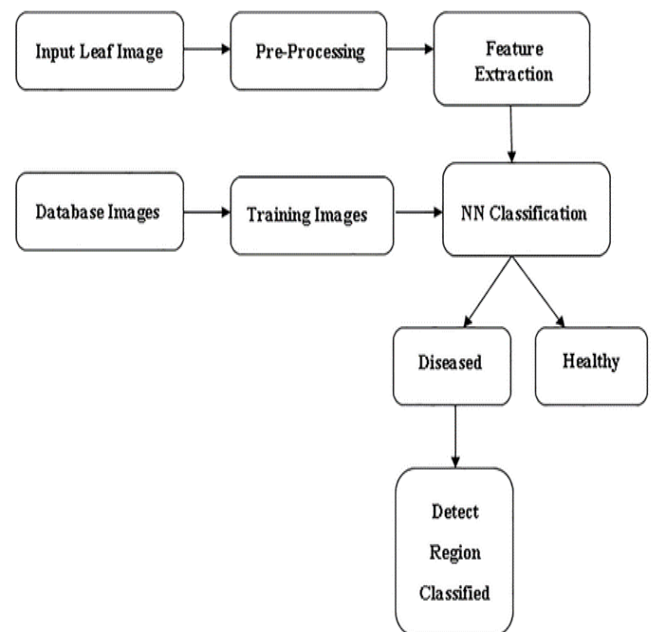 Input Leaf Image
Pre-Processing
Feature
Extraction
Database Images
Training Images
NN Classification
Diseased
Healthy
Detect
Region
Classified